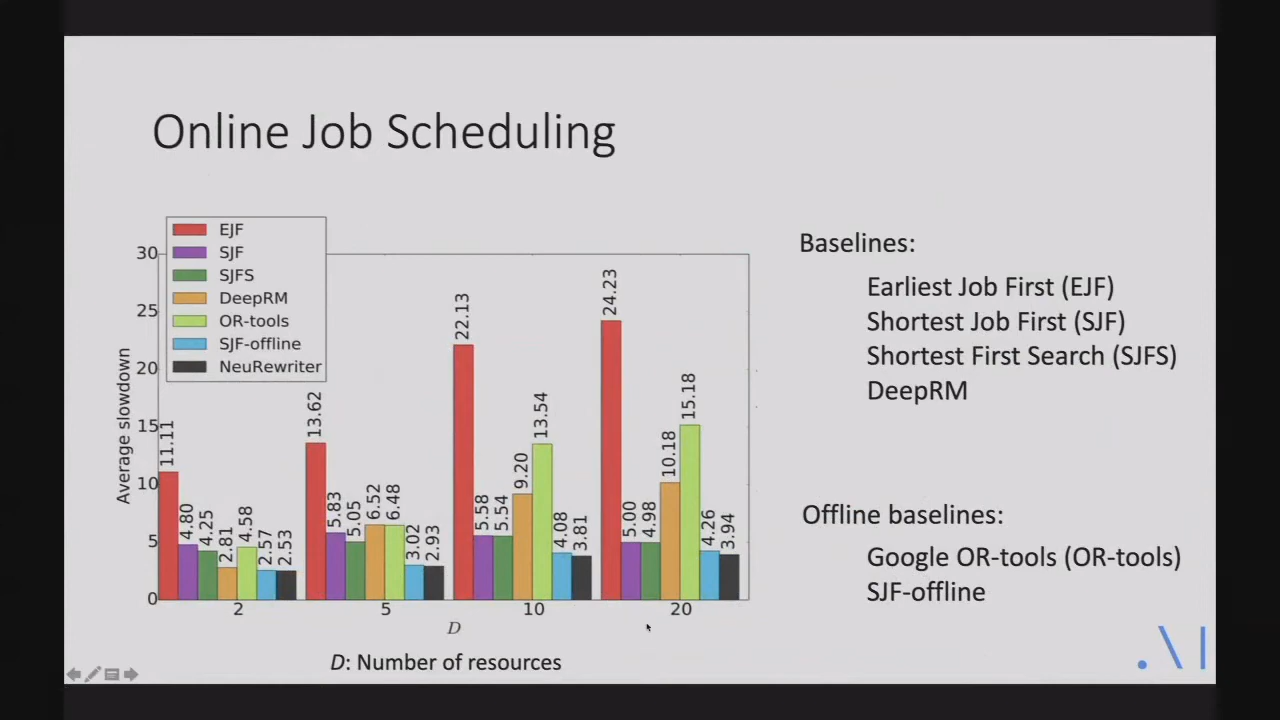 Online Job Scheduling
EJF
SJF
SJFS
DeepRM
OR-tools
SJF-offline
NeuRewriter
Average slowdown
30
25
20
15
10
5
0
11.11
4.80
4.25
2.81
4.58
2.57
2.53
13.62
5.83
5.05
6.52
6.48
3.02
2.93
22.13
5.58
5.54
9.20
13.54
4.08
3.81
24.23
5.00
4.98
10.18
15.18
4.26
3.94
2 5 10 20
D
D: Number of resources
Baselines:
Earliest Job First (EJF)
Shortest Job First (SJF)
Shortest First Search (SJFS)
DeepRM
Offline baselines:
Google OR-tools (OR-tools)
SJF-offline